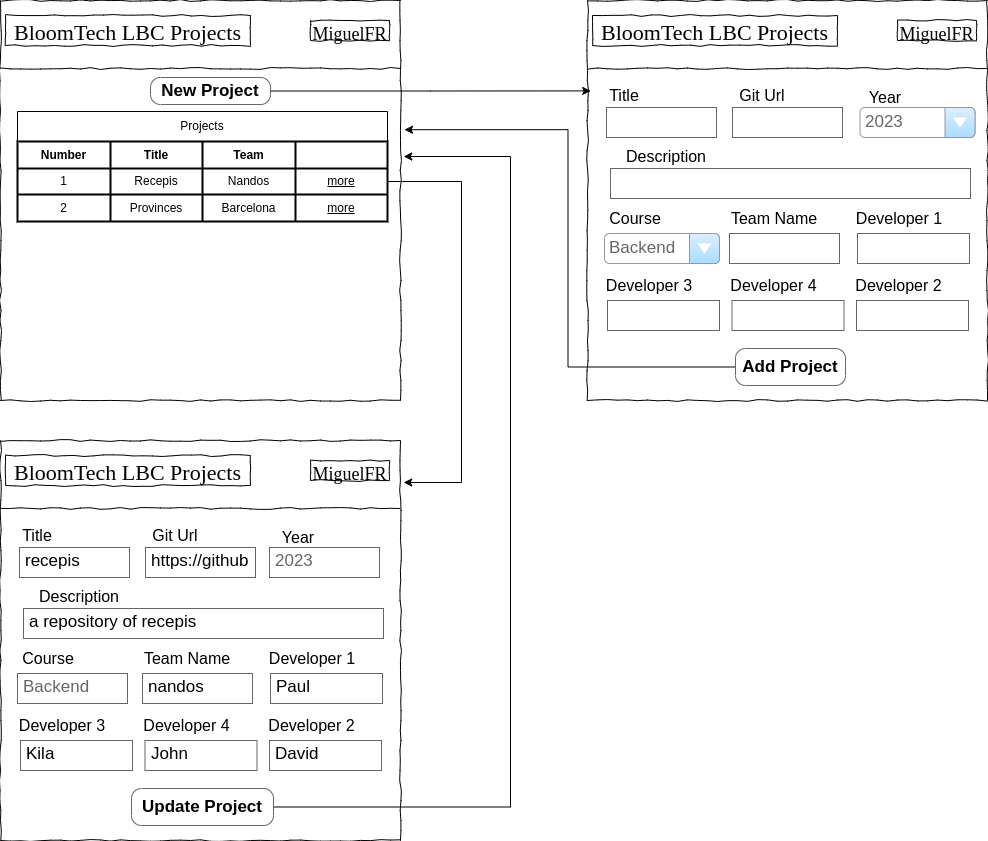 BloomTech LBC Projects MiguelFR
New Project
Projects
Number Title Team
1 Recepis Nandos more
2 Provinces Barcelona more
BloomTech LBC Projects MiguelFR
Title Git Url Year
2023
Description
Course Team Name Developer 1
Backend
Developer 3 Developer 4 Developer 2
Add Project
BloomTech LBC Projects MiguelFR
Title Git Url Year
recepis https://github 2023
Description
a repository of recepis
Course Team Name Developer 1
Backend nandos Paul
Developer 3 Developer 4 Developer 2
Kila John David
Update Project